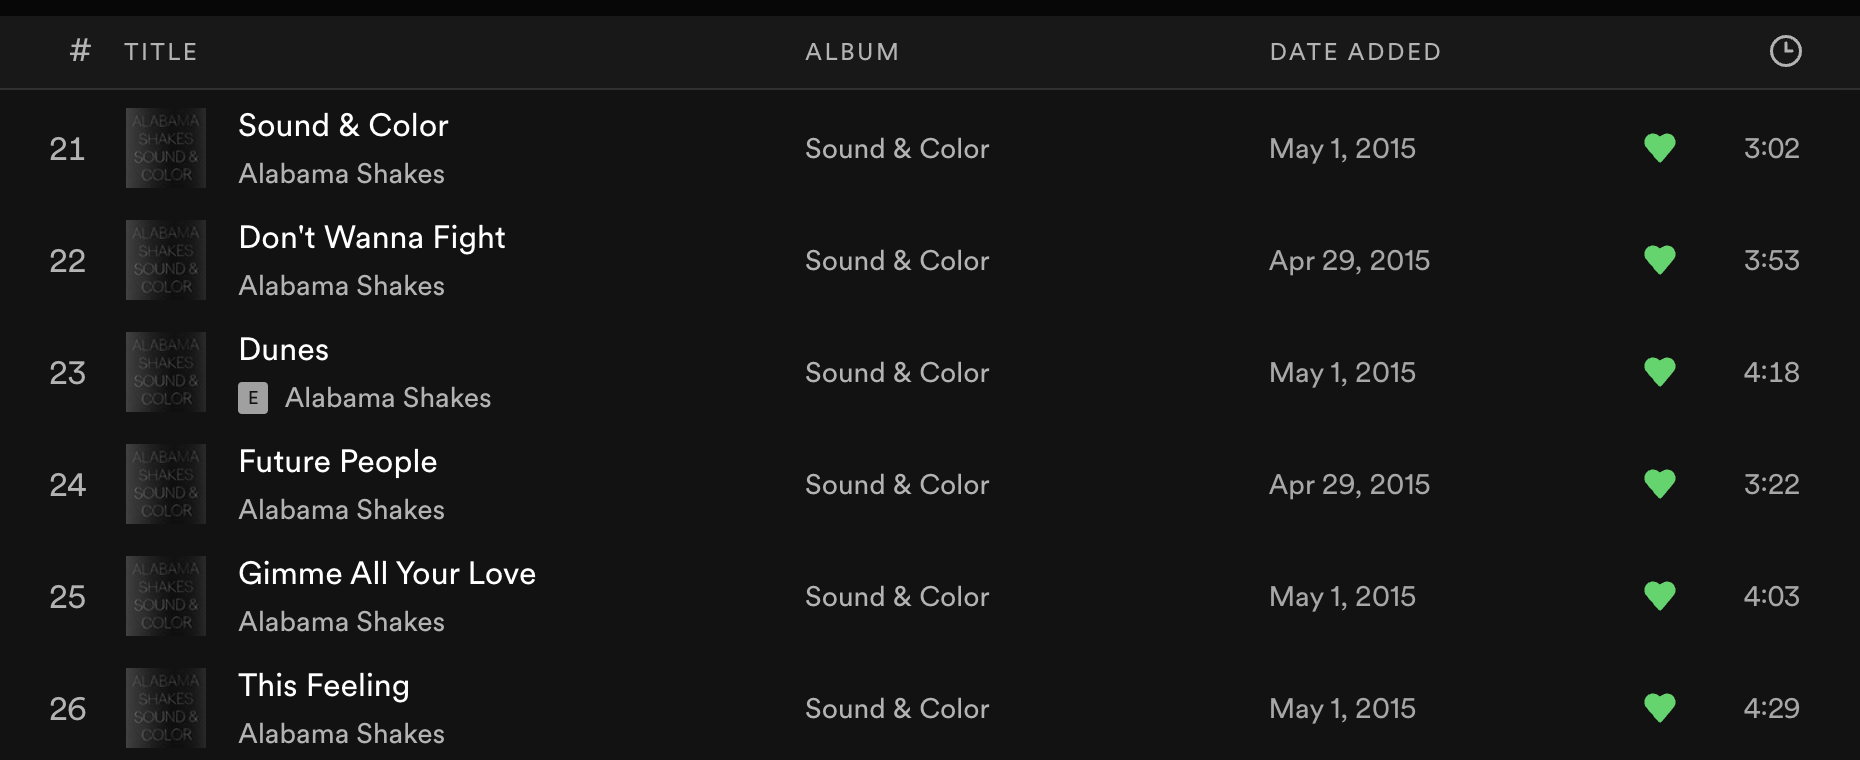 # TITLE ALBUM DATE ADDED
21 ALABAMA SHAKES SOUND & COLOR Sound & Color Sound & Color May 1, 2015 3:02
Alabama Shakes
22 ALABAMA SHAKES SOUND & COLOR Don't Wanna Fight Sound & Color Apr 29, 2015 3:53
Alabama Shakes
23 ALABAMA SHAKES SOUND & COLOR Dunes Sound & Color May 1, 2015 4:18
E Alabama Shakes
24 ALABAMA SHAKES SOUND & COLOR Future People Sound & Color Apr 29, 2015 3:22
Alabama Shakes
25 ALABAMA SHAKES SOUND & COLOR Gimme All Your Love Sound & Color May 1, 2015 4:03
Alabama Shakes
26 ALABAMA SHAKES SOUND & COLOR This Feeling Sound & Color May 1, 2015 4:29
Alabama Shakes